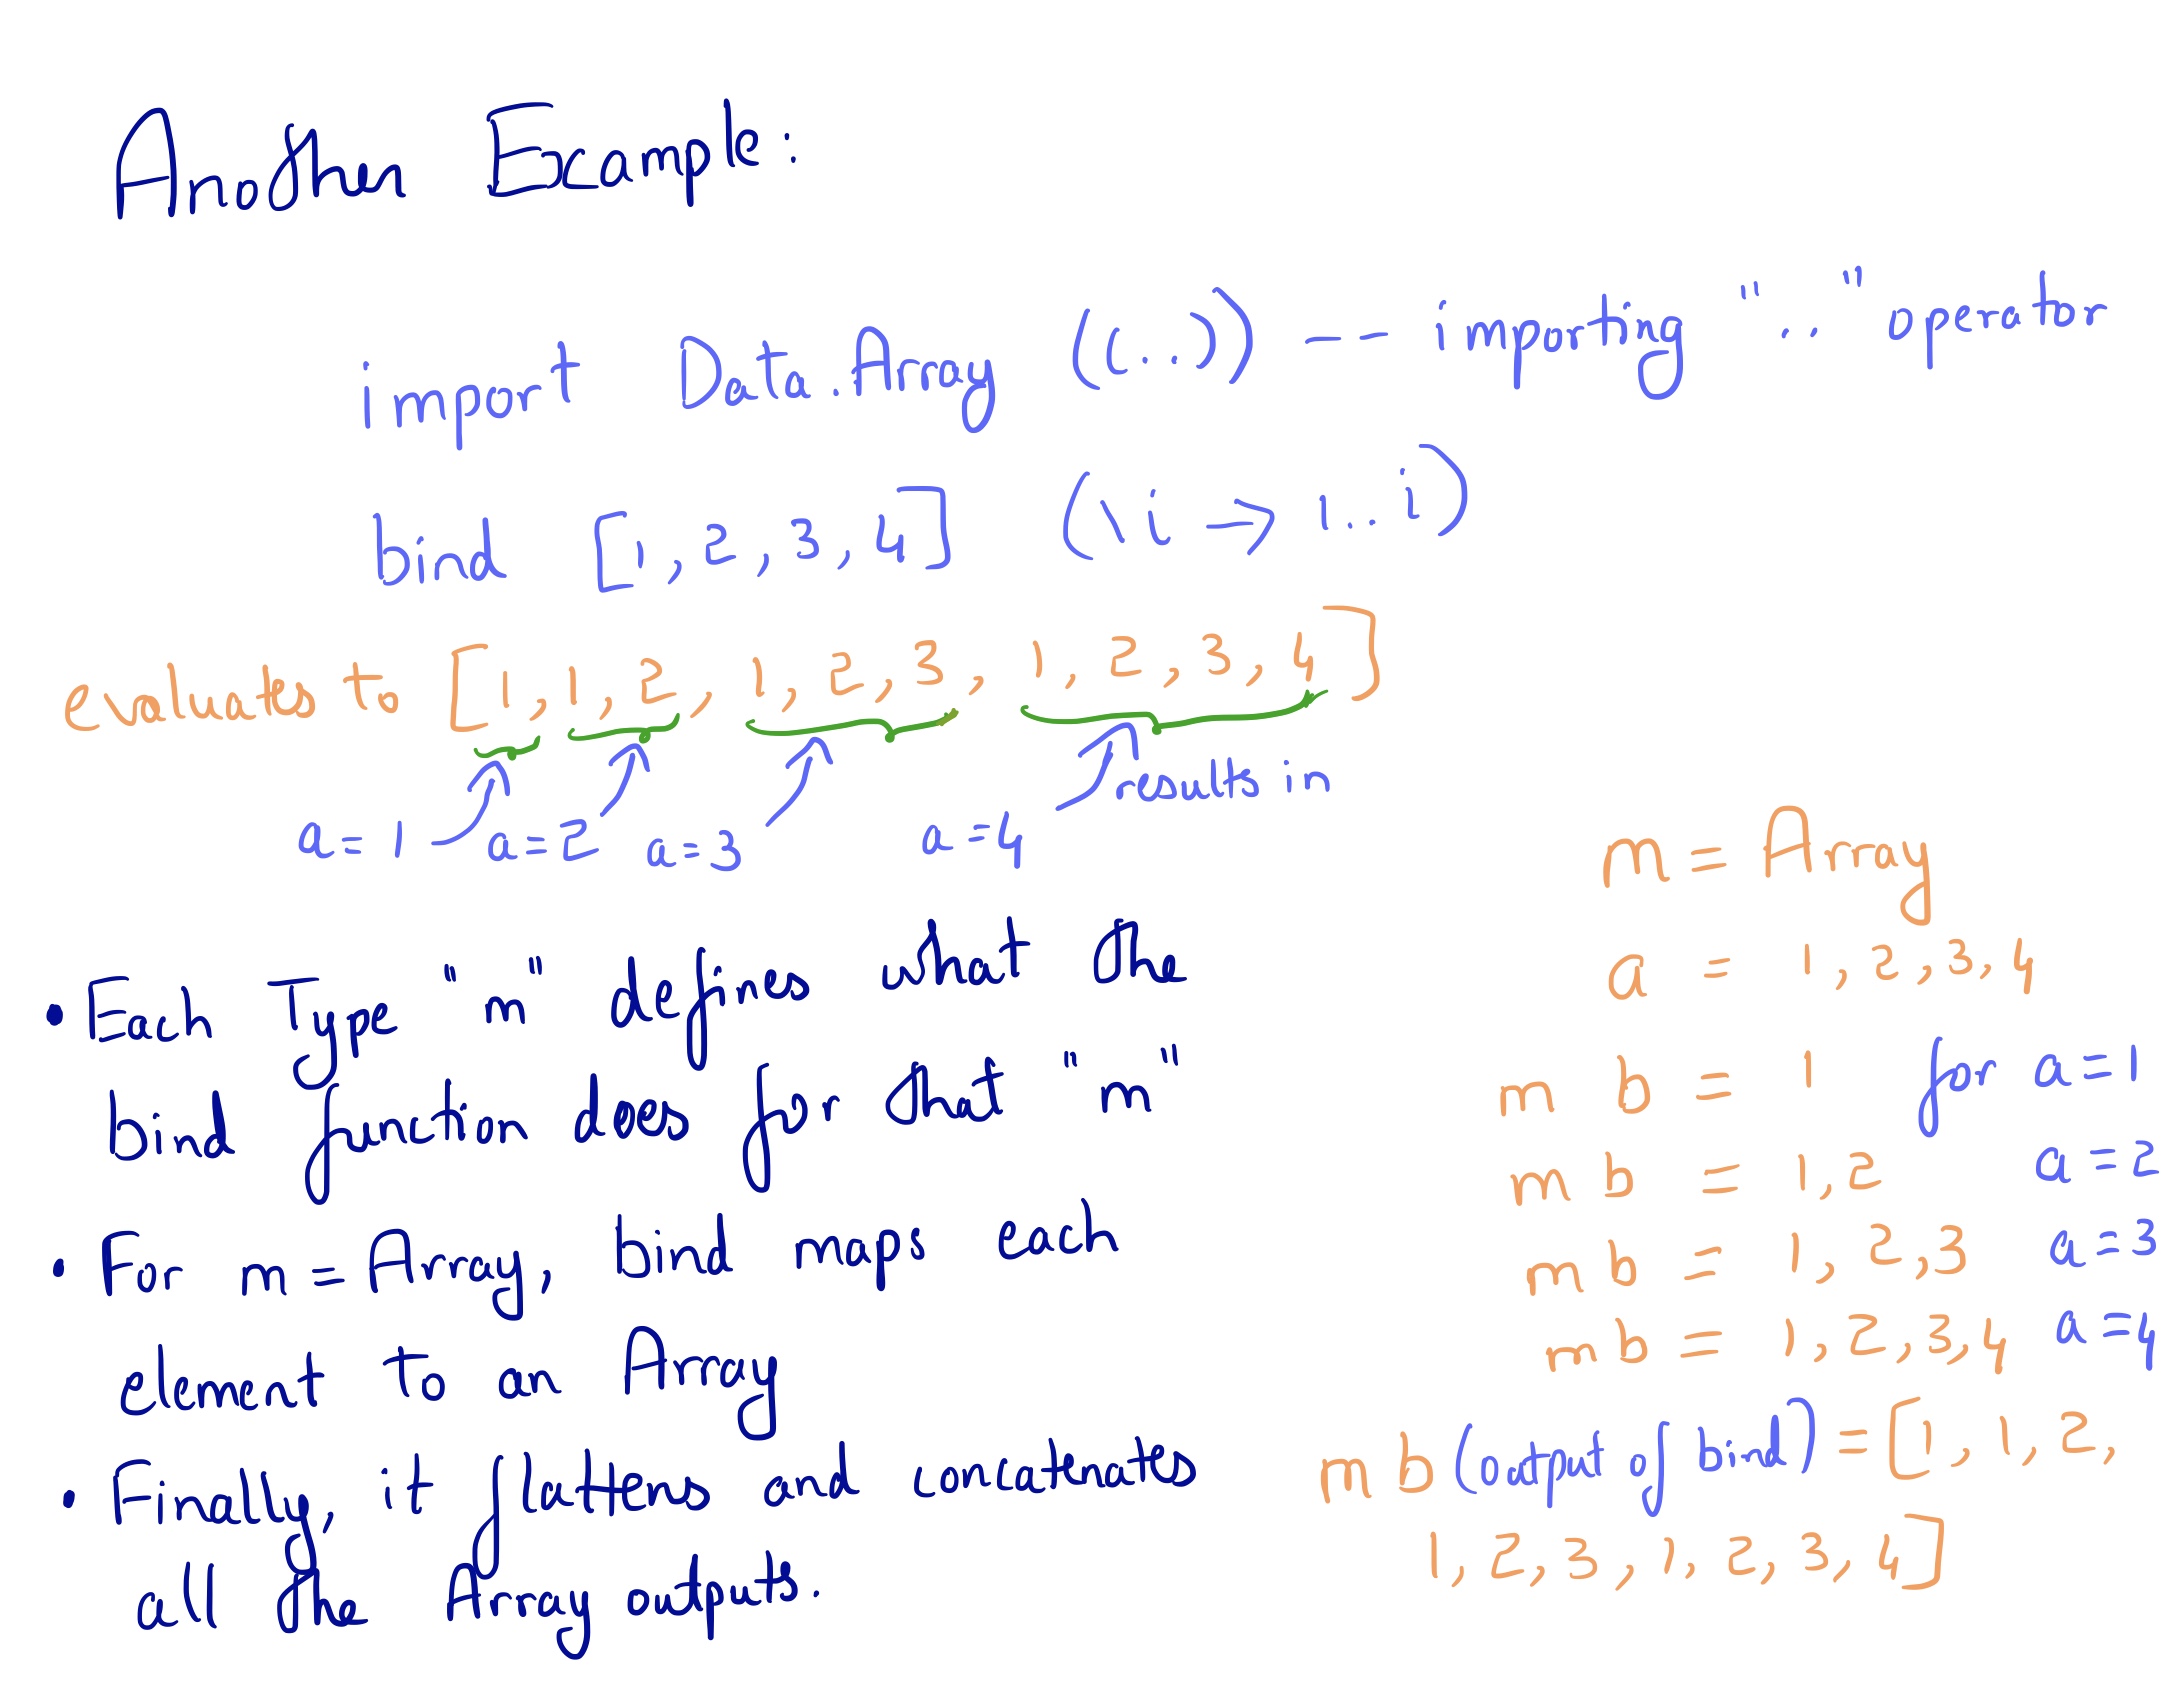 Another Example:
import Data.Array ((..)) -- importing ".." operator
bind [1, 2, 3, 4] (\i → 1..i)
evaluates to [1, 1, 2, 1, 2, 3, 1, 2, 3, 4]
results in
a = 1 a = 2 a = 3 a = 4
m = Array
a = 1, 2, 3, 4
m b = 1 for a = 1
m b = 1, 2 a = 2
m b = 1, 2, 3 a = 3
m b = 1, 2, 3, 4 a = 4
m b (output of bind) = [1, 1, 2,
1, 2, 3, 1, 2, 3, 4]
• Each Type "m" defines what the
bind function does for that "m"
• For m = Array, bind maps each
element to an Array
• Finally, it flattens and concatenates
all the Array outputs.